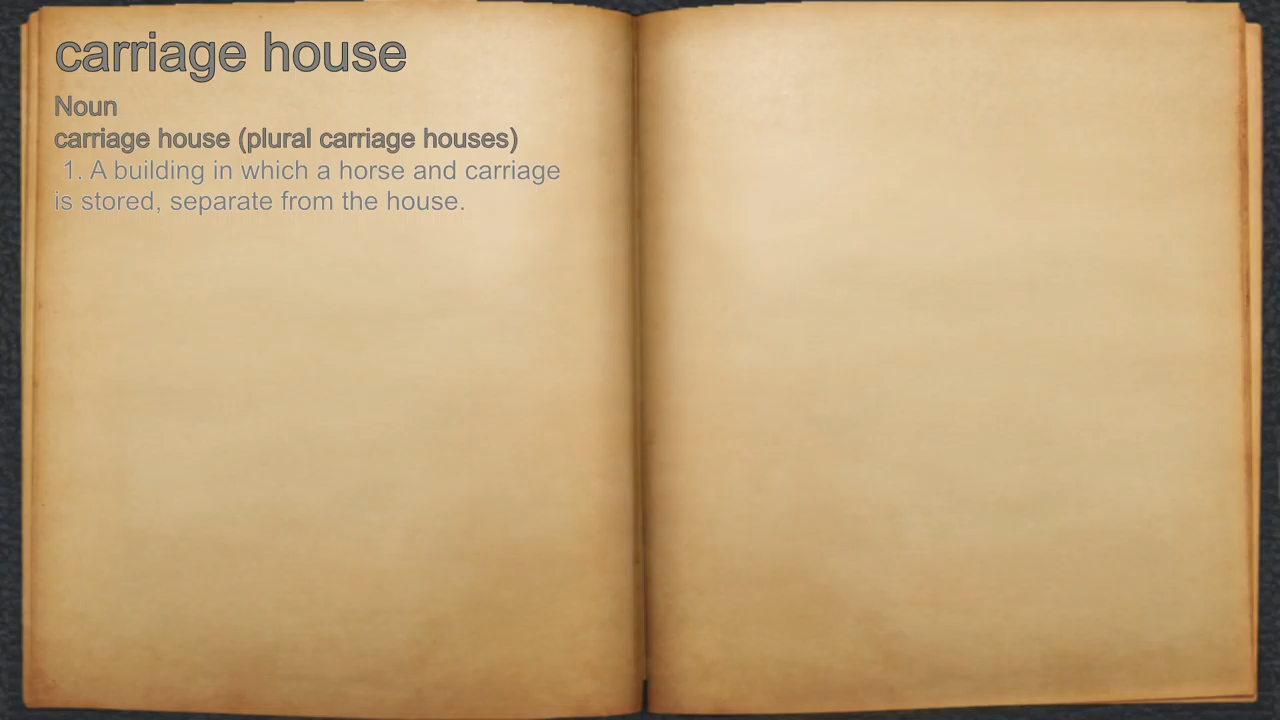 carriage house
Noun
carriage house (plural carriage houses)
1. A building in which a horse and carriage
is stored, separate from the house.